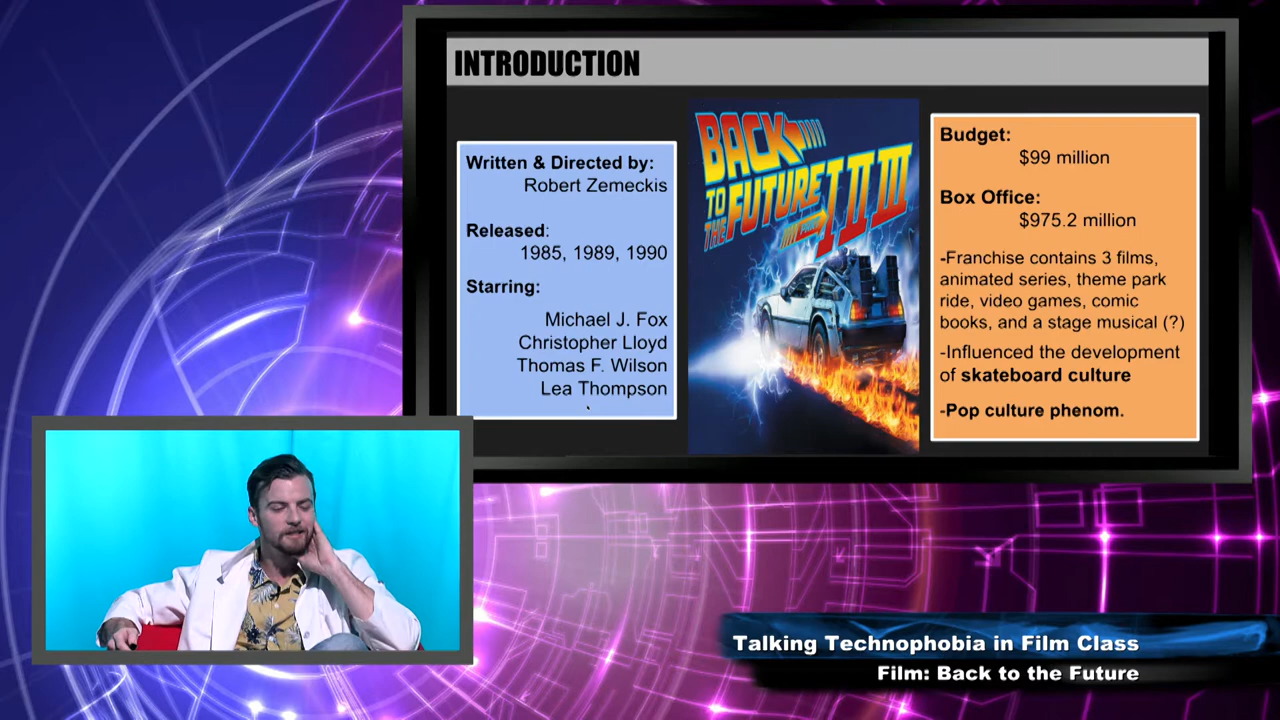 INTRODUCTION
Written & Directed by:
Robert Zemeckis
Released:
1985, 1989, 1990
Starring:
Michael J. Fox
Christopher Lloyd
Thomas F. Wilson
Lea Thompson
BACK
TO THE FUTURE
I II III
Budget:
$99 million
Box Office:
$975.2 million
-Franchise contains 3 films,
animated series, theme park
ride, video games, comic
books, and a stage musical (?)
-Influenced the development
of skateboard culture
-Pop culture phenom.
Talking Technophobia in Film Class
Film: Back to the Future